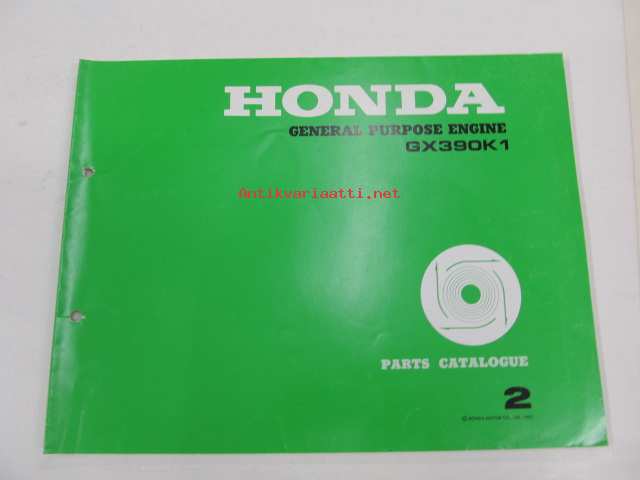 HONDA
GENERAL PURPOSE ENGINE
GX390K1
Antikvariaatti.net
PARTS CATALOGUE
2